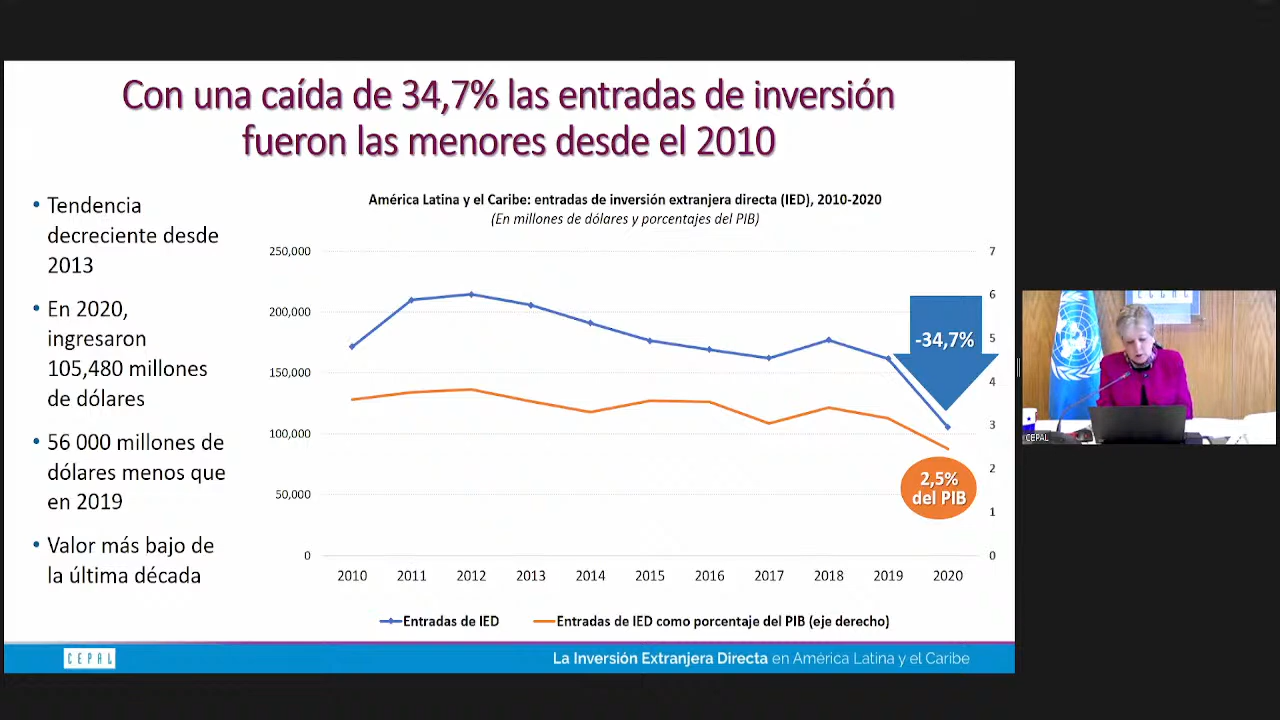 Con una caída de 34,7% las entradas de inversión
fueron las menores desde el 2010
• Tendencia
decreciente desde
2013
• En 2020,
ingresaron
105,480 millones
de dólares
• 56 000 millones de
dólares menos que
en 2019
• Valor más bajo de
la última década
América Latina y el Caribe: entradas de inversión extranjera directa (IED), 2010-2020
(En millones de dólares y porcentajes del PIB)
250,000
200,000
150,000
100,000
50,000
0
7
6
5
4
3
2
1
0
-34,7%
2,5%
del PIB
2010 2011 2012 2013 2014 2015 2016 2017 2018 2019 2020
Entradas de IED
Entradas de IED como porcentaje del PIB (eje derecho)
CEPAL
La Inversión Extranjera Directa en América Latina y el Caribe
CEPAL
CEPAL